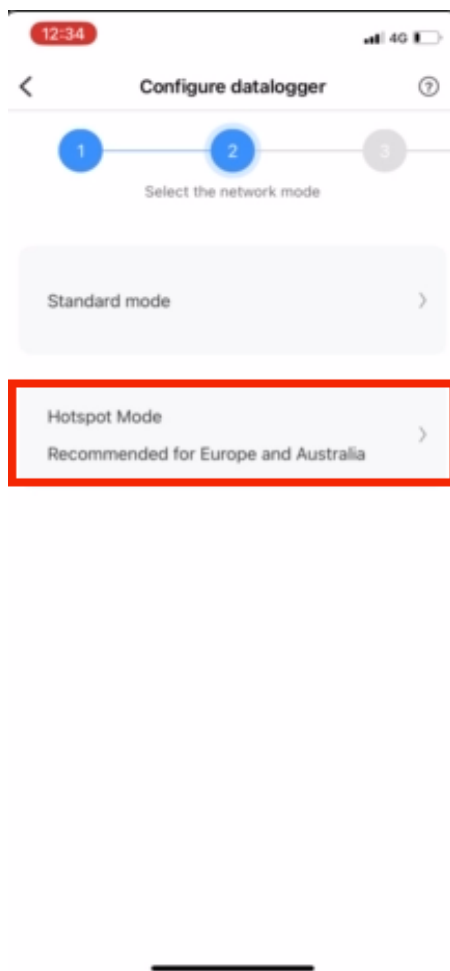 12:34
4G
Configure datalogger
?
1
2
3
Select the network mode
Standard mode
Hotspot Mode
Recommended for Europe and Australia